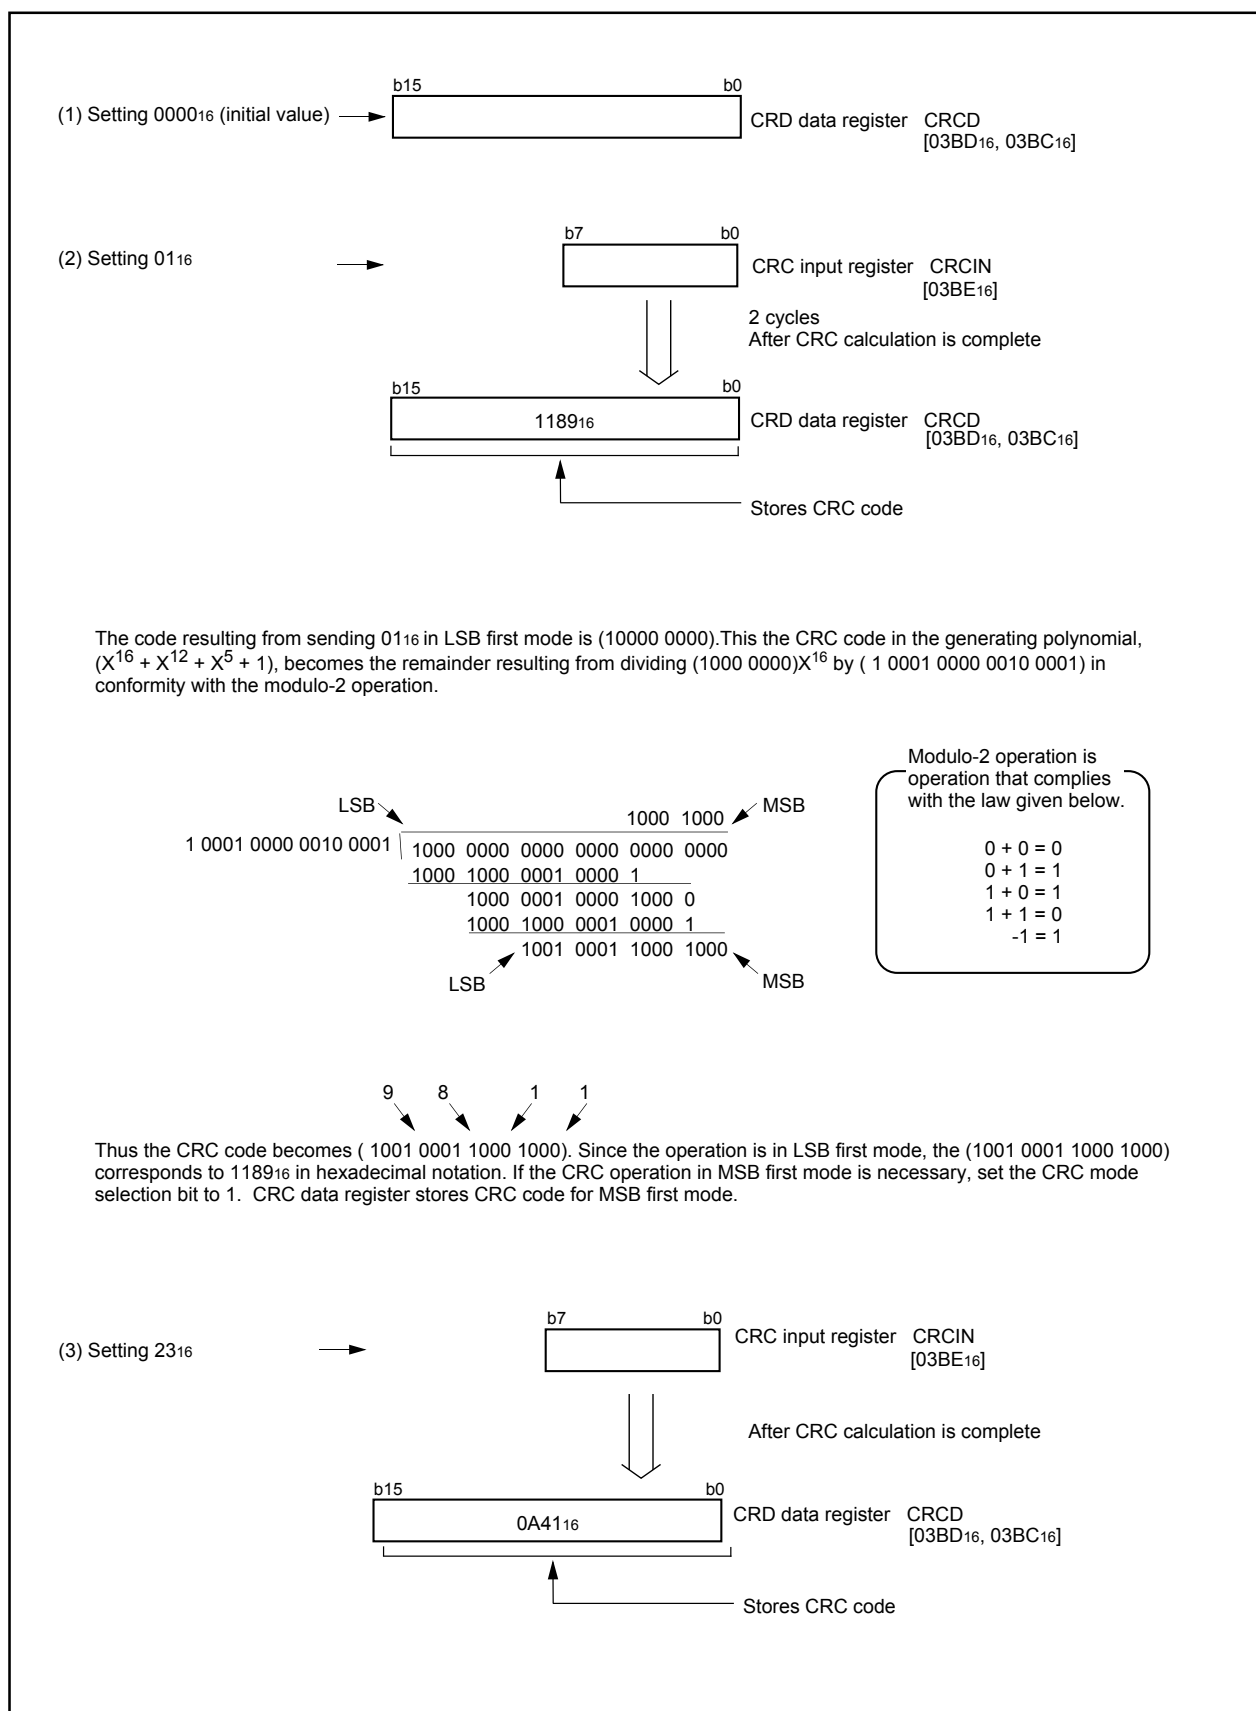 b15 b0
(1) Setting 0000₁₆ (initial value)
CRD data register CRCD
[03BD₁₆, 03BC₁₆]
b7 b0
(2) Setting 01₁₆
CRC input register CRCIN
[03BE₁₆]
2 cycles
After CRC calculation is complete
b15 b0
1189₁₆
CRD data register CRCD
[03BD₁₆, 03BC₁₆]
Stores CRC code
The code resulting from sending 01₁₆ in LSB first mode is (10000 0000).This the CRC code in the generating polynomial,
(X¹⁶ + X¹² + X⁵ + 1), becomes the remainder resulting from dividing (1000 0000)X¹⁶ by ( 1 0001 0000 0010 0001) in
conformity with the modulo-2 operation.
LSB MSB
1000 1000
1 0001 0000 0010 0001 1000 0000 0000 0000 0000 0000
1000 1000 0001 0000 1
1000 0001 0000 1000 0
1000 1000 0001 0000 1
1001 0001 1000 1000
LSB MSB
Modulo-2 operation is
operation that complies
with the law given below.
0 + 0 = 0
0 + 1 = 1
1 + 0 = 1
1 + 1 = 0
-1 = 1
9 8 1 1
Thus the CRC code becomes ( 1001 0001 1000 1000). Since the operation is in LSB first mode, the (1001 0001 1000 1000)
corresponds to 1189₁₆ in hexadecimal notation. If the CRC operation in MSB first mode is necessary, set the CRC mode
selection bit to 1. CRC data register stores CRC code for MSB first mode.
b7 b0
(3) Setting 23₁₆
CRC input register CRCIN
[03BE₁₆]
After CRC calculation is complete
b15 b0
0A41₁₆
CRD data register CRCD
[03BD₁₆, 03BC₁₆]
Stores CRC code